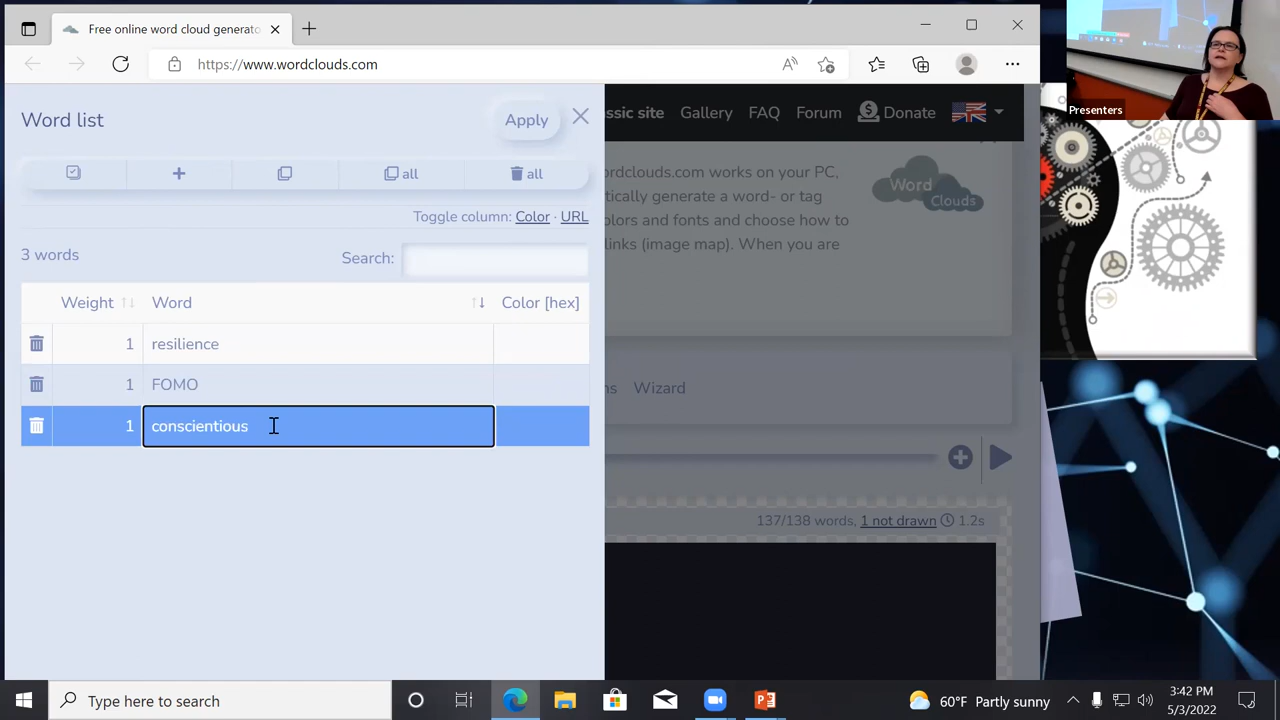 Free online word cloud generato
https://www.wordclouds.com
Presenters
Word list
Apply
all
all
Toggle column: Color · URL
3 words
Search:
Weight
Word
Color [hex]
1
resilience
1
FOMO
1
conscientious
ssic site
Gallery
FAQ
Forum
Donate
rdclouds.com works on your PC,
tically generate a word- or tag
olors and fonts and choose how to
links (image map). When you are
Word
Clouds
ns
Wizard
137/138 words, 1 not drawn 1.2s
Type here to search
60°F Partly sunny
3:42 PM
5/3/2022